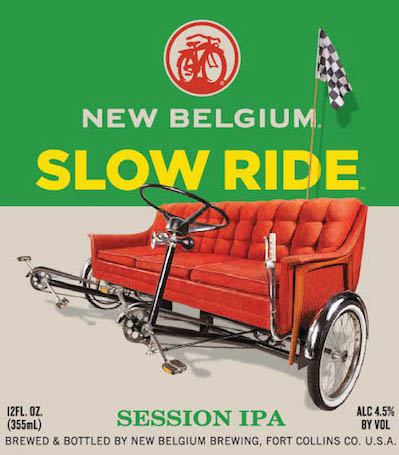 NEW BELGIUM.
SLOW RIDE™
12FL. OZ.
(355mL)
SESSION IPA
ALC 4.5%
BY VOL
BREWED & BOTTLED BY NEW BELGIUM BREWING, FORT COLLINS CO. U.S.A.